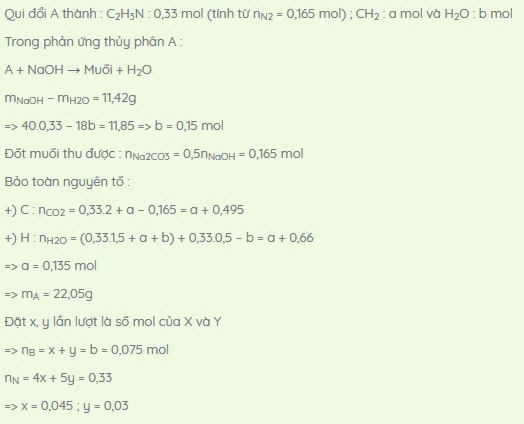 Qui đổi A thành : C₂H₃N : 0,33 mol (tính từ nN2 = 0,165 mol) ; CH₂ : a mol và H₂O : b mol
Trong phản ứng thủy phân A :
A + NaOH → Muối + H₂O
mNaOH – mH2O = 11,42g
=> 40.0,33 – 18b = 11,85 => b = 0,15 mol
Đốt muối thu được : nNa2CO3 = 0,5nNaOH = 0,165 mol
Bảo toàn nguyên tố :
+) C : nCO2 = 0,33.2 + a – 0,165 = a + 0,495
+) H : nH2O = (0,33.1,5 + a + b) + 0,33.0,5 – b = a + 0,66
=> a = 0,135 mol
=> mA = 22,05g
Đặt x, y lần lượt là số mol của X và Y
=> nB = x + y = b = 0,075 mol
nN = 4x + 5y = 0,33
=> x = 0,045 ; y = 0,03